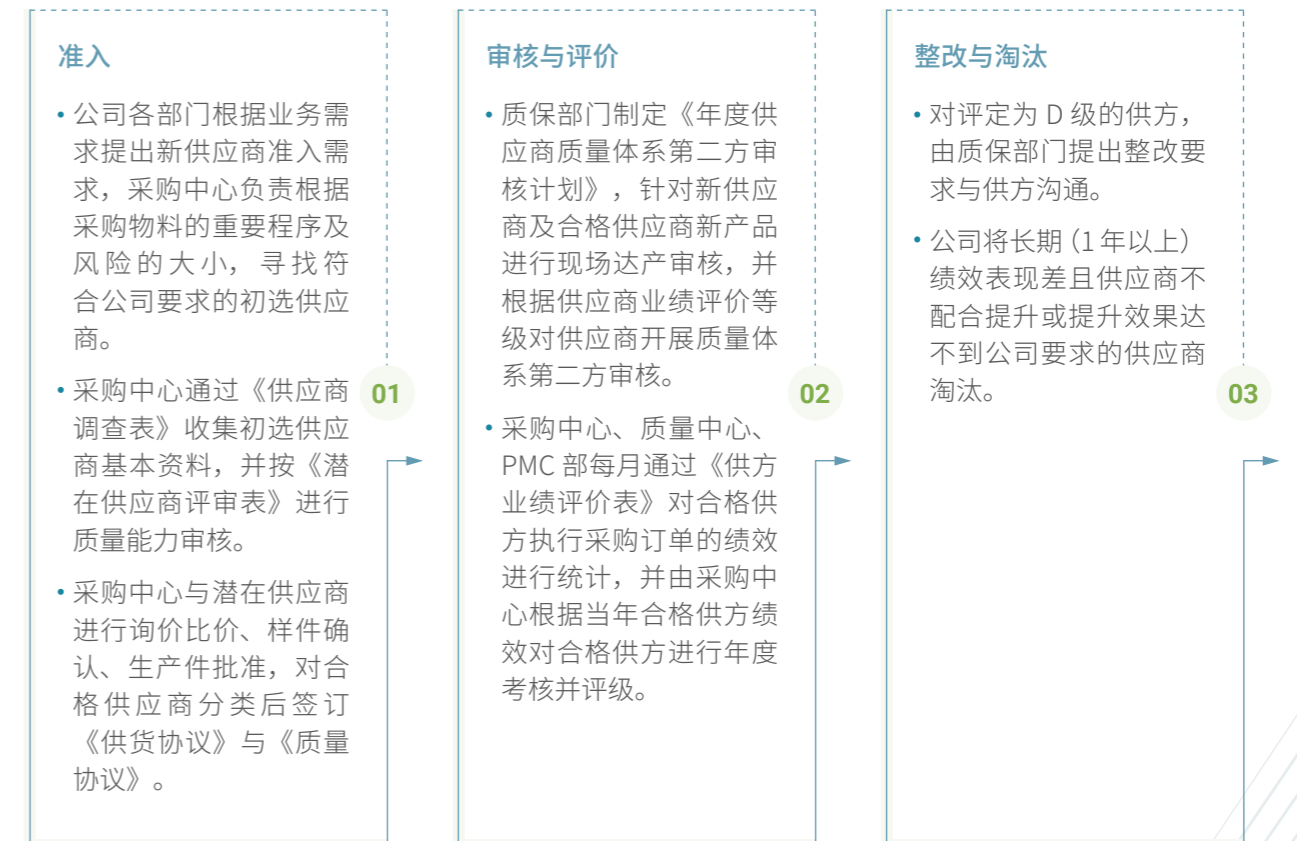 准入
• 公司各部门根据业务需
求提出新供应商准入需
求，采购中心负责根据
采购物料的重要程序及
风险的大小，寻找符
合公司要求的初选供应
商。
• 采购中心通过《供应商
调查表》收集初选供应
商基本资料，并按《潜
在供应商评审表》进行
质量能力审核。
• 采购中心与潜在供应商
进行询价比价、样件确
认、生产件批准，对合
格供应商分类后签订
《供货协议》与《质量
协议》。
01
审核与评价
• 质保部门制定《年度供
应商质量体系第二方审
核计划》，针对新供应
商及合格供应商新产品
进行现场达产审核，并
根据供应商业绩评价等
级对供应商开展质量体
系第二方审核。
• 采购中心、质量中心、
PMC 部每月通过《供方
业绩评价表》对合格供
方执行采购订单的绩效
进行统计，并由采购中
心根据当年合格供方绩
效对合格供方进行年度
考核并评级。
02
整改与淘汰
• 对评定为 D 级的供方，
由质保部门提出整改要
求与供方沟通。
• 公司将长期（1 年以上）
绩效表现差且供应商不
配合提升或提升效果达
不到公司要求的供应商
淘汰。
03